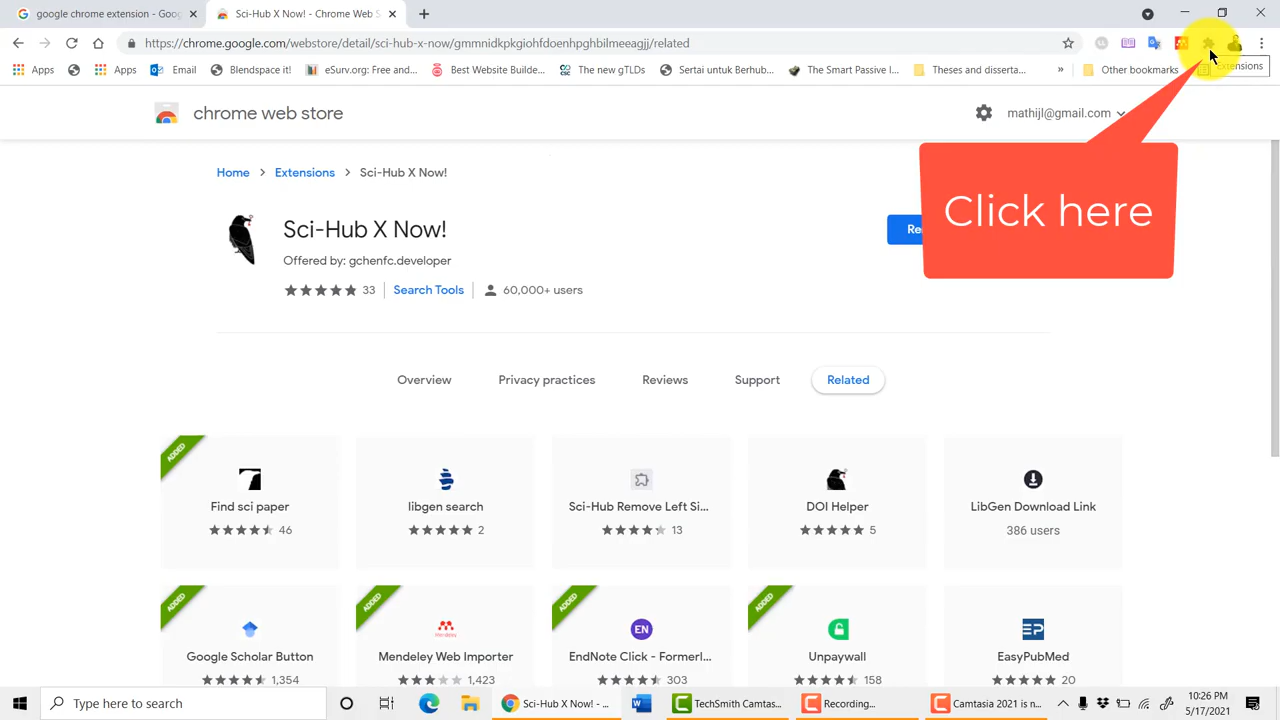 google chrome extension - Goog
Sci-Hub X Now! - Chrome Web S
https://chrome.google.com/webstore/detail/sci-hub-x-now/gmmnidkpkgiohfdoenhpghbilmeeagjj/related
Apps
Apps
Email
Blendspace it!
eSurv.org: Free and...
Best Website Builde...
The new gTLDs
Sertai untuk Berhub...
The Smart Passive I...
Theses and disserta...
»
Other bookmarks
Extensions
chrome web store
mathijl@gmail.com
Click here
Home > Extensions > Sci-Hub X Now!
Sci-Hub X Now!
Re
Offered by: gchenfc.developer
33
Search Tools
60,000+ users
Overview
Privacy practices
Reviews
Support
Related
ADDED
Find sci paper
46
libgen search
2
Sci-Hub Remove Left Si...
13
DOI Helper
5
LibGen Download Link
386 users
ADDED
Google Scholar Button
1,354
ADDED
Mendeley
Mendeley Web Importer
1,423
ADDED
EN
EndNote Click - Formerl...
303
ADDED
Unpaywall
158
EP
EasyPubMed
20
Type here to search
Sci-Hub X Now! - ...
TechSmith Camtas...
Recording...
Camtasia 2021 is n...
10:26 PM
5/17/2021